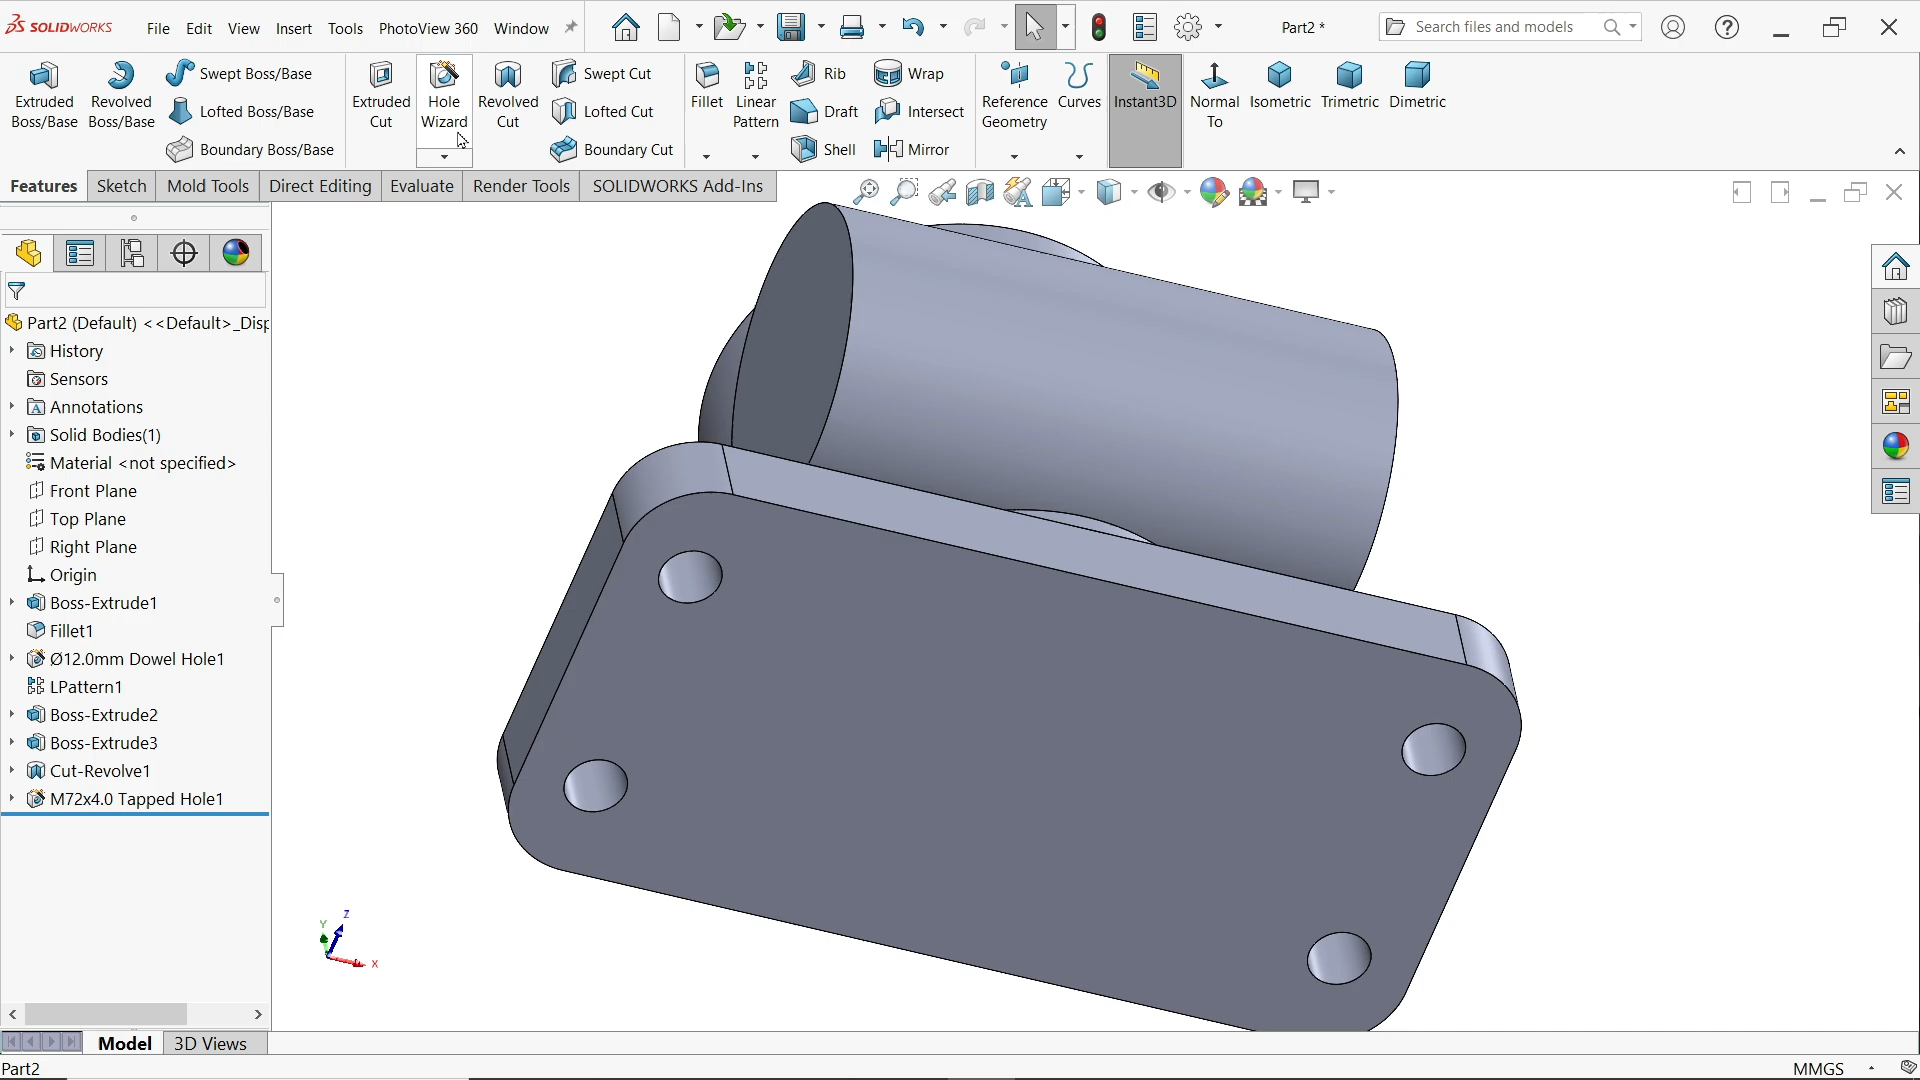 SOLIDWORKS File Edit View Insert Tools PhotoView 360 Window Part2 * Search files and models
Extruded Boss/Base
Revolved Boss/Base
Swept Boss/Base
Lofted Boss/Base
Boundary Boss/Base
Extruded Cut
Hole Wizard
Revolved Cut
Swept Cut
Lofted Cut
Boundary Cut
Fillet
Linear Pattern
Rib
Draft
Shell
Wrap
Intersect
Mirror
Reference Geometry
Curves
Instant3D
Normal To
Isometric
Trimetric
Dimetric
Features Sketch Mold Tools Direct Editing Evaluate Render Tools SOLIDWORKS Add-Ins
Part2 (Default) <<Default>_Disp
History
Sensors
Annotations
Solid Bodies(1)
Material <not specified>
Front Plane
Top Plane
Right Plane
Origin
Boss-Extrude1
Fillet1
Ø12.0mm Dowel Hole1
LPattern1
Boss-Extrude2
Boss-Extrude3
Cut-Revolve1
M72x4.0 Tapped Hole1
Z
Y
X
Model 3D Views
Part2 MMGS